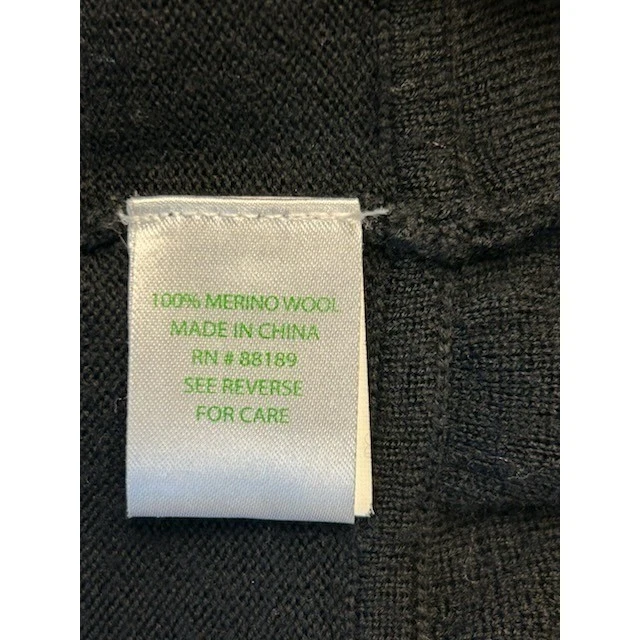 100% MERINO WOOL
MADE IN CHINA
RN # 88189
SEE REVERSE
FOR CARE